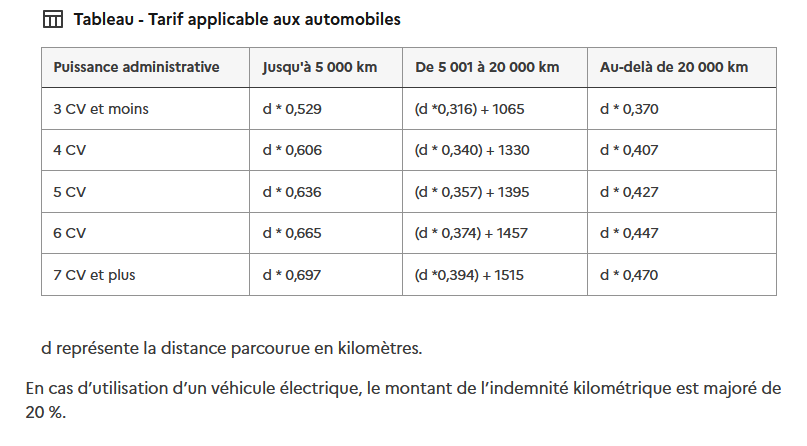 Tableau - Tarif applicable aux automobiles
Puissance administrative Jusqu'à 5 000 km De 5 001 à 20 000 km Au-delà de 20 000 km
3 CV et moins d * 0,529 (d *0,316) + 1065 d * 0,370
4 CV d * 0,606 (d * 0,340) + 1330 d * 0,407
5 CV d * 0,636 (d * 0,357) + 1395 d * 0,427
6 CV d * 0,665 (d * 0,374) + 1457 d * 0,447
7 CV et plus d * 0,697 (d *0,394) + 1515 d * 0,470
d représente la distance parcourue en kilomètres.
En cas d’utilisation d’un véhicule électrique, le montant de l’indemnité kilométrique est majoré de
20 %.